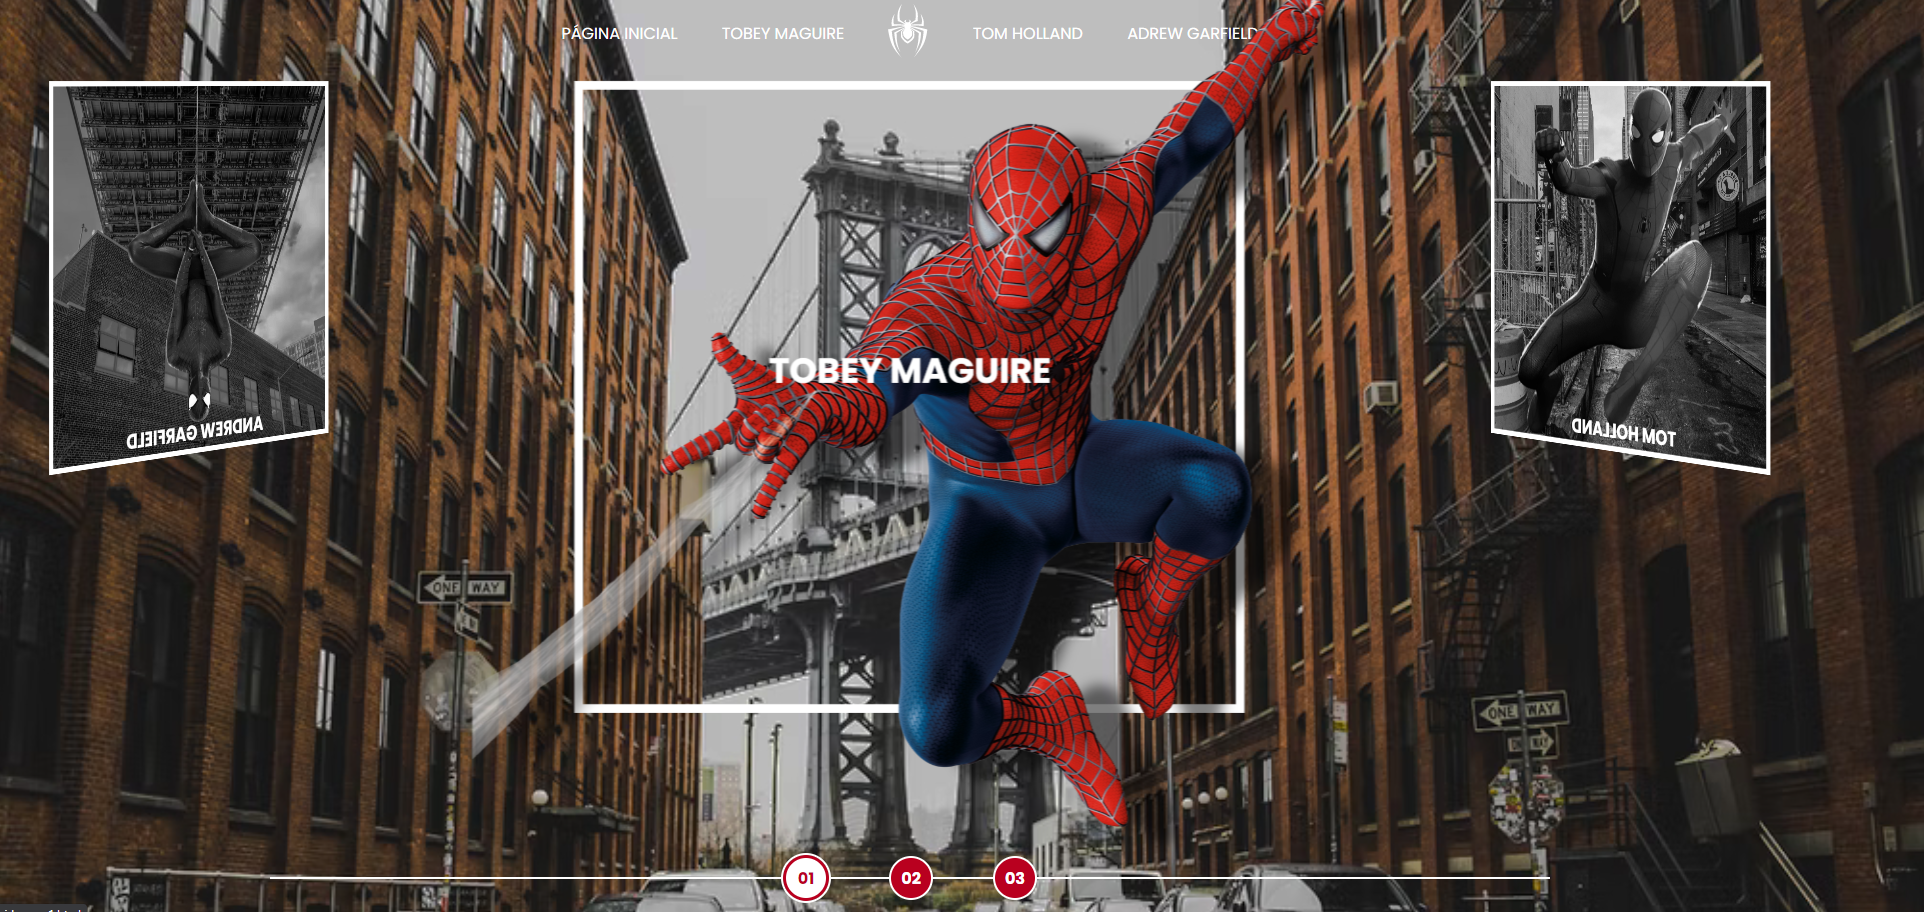 PÁGINA INICIAL
TOBEY MAGUIRE
TOM HOLLAND
ADREW GARFIELD
TOBEY MAGUIRE
ANDREW GARFIELD
TOM HOLLAND
ONE WAY
ONE WAY
01
02
03